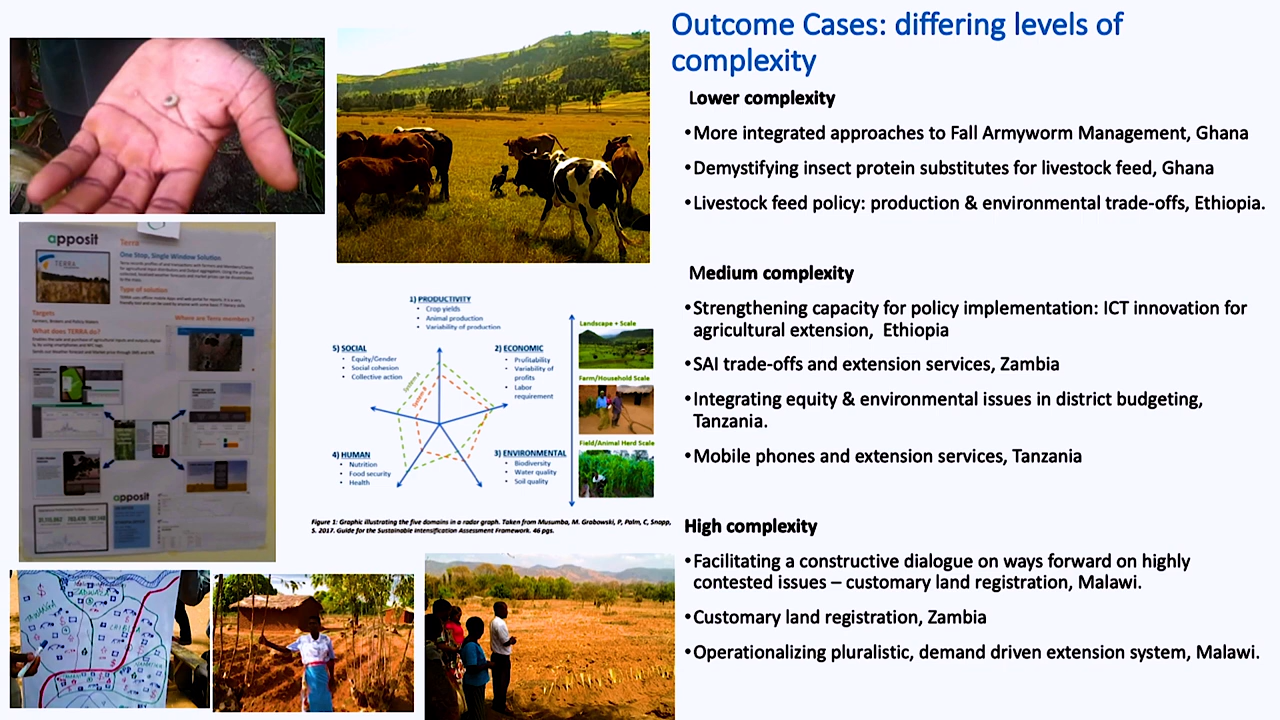 Outcome Cases: differing levels of
complexity
Lower complexity
•More integrated approaches to Fall Armyworm Management, Ghana
•Demystifying insect protein substitutes for livestock feed, Ghana
•Livestock feed policy: production & environmental trade-offs, Ethiopia.
Medium complexity
•Strengthening capacity for policy implementation: ICT innovation for
agricultural extension, Ethiopia
•SAI trade-offs and extension services, Zambia
•Integrating equity & environmental issues in district budgeting,
Tanzania.
•Mobile phones and extension services, Tanzania
High complexity
•Facilitating a constructive dialogue on ways forward on highly
contested issues – customary land registration, Malawi.
•Customary land registration, Zambia
•Operationalizing pluralistic, demand driven extension system, Malawi.
apposit
Terra
One Stop, Single Window Solution
TERRA
Type of solution
Targets
Farmers, Brokers and Policy Makers
What does TERRA do?
Where are Terra members ?
apposit
1) PRODUCTIVITY
• Crop yields
• Animal production
• Variability of production
5) SOCIAL
• Equity/Gender
• Social cohesion
• Collective action
2) ECONOMIC
• Profitability
• Variability of
profits
• Labor
requirement
4) HUMAN
• Nutrition
• Food security
• Health
3) ENVIRONMENTAL
• Biodiversity
• Water quality
• Soil quality
System A
Landscape + Scale
Farm/Household Scale
Field/Animal Herd Scale
Figure 1: Graphic illustrating the five domains in a radar graph. Taken from Musumba, M. Grabowski, P, Palm, C, Snapp,
S. 2017. Guide for the Sustainable Intensification Assessment Framework. 46 pgs.